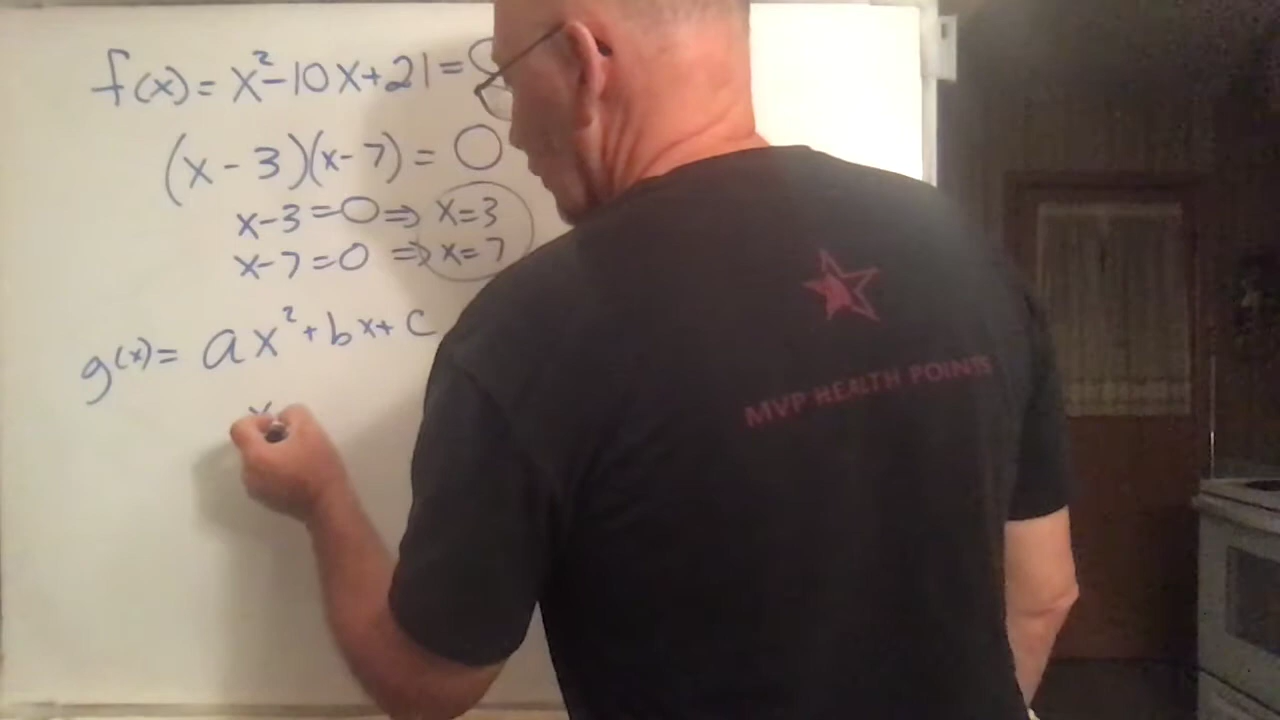 f(x) = x²-10x+21=
(x - 3)(x - 7) = 0
x-3=0 ⇒ x=3
x-7=0 ⇒ x=7
g(x) = ax²+bx+c
x
MVP HEALTH POINTS